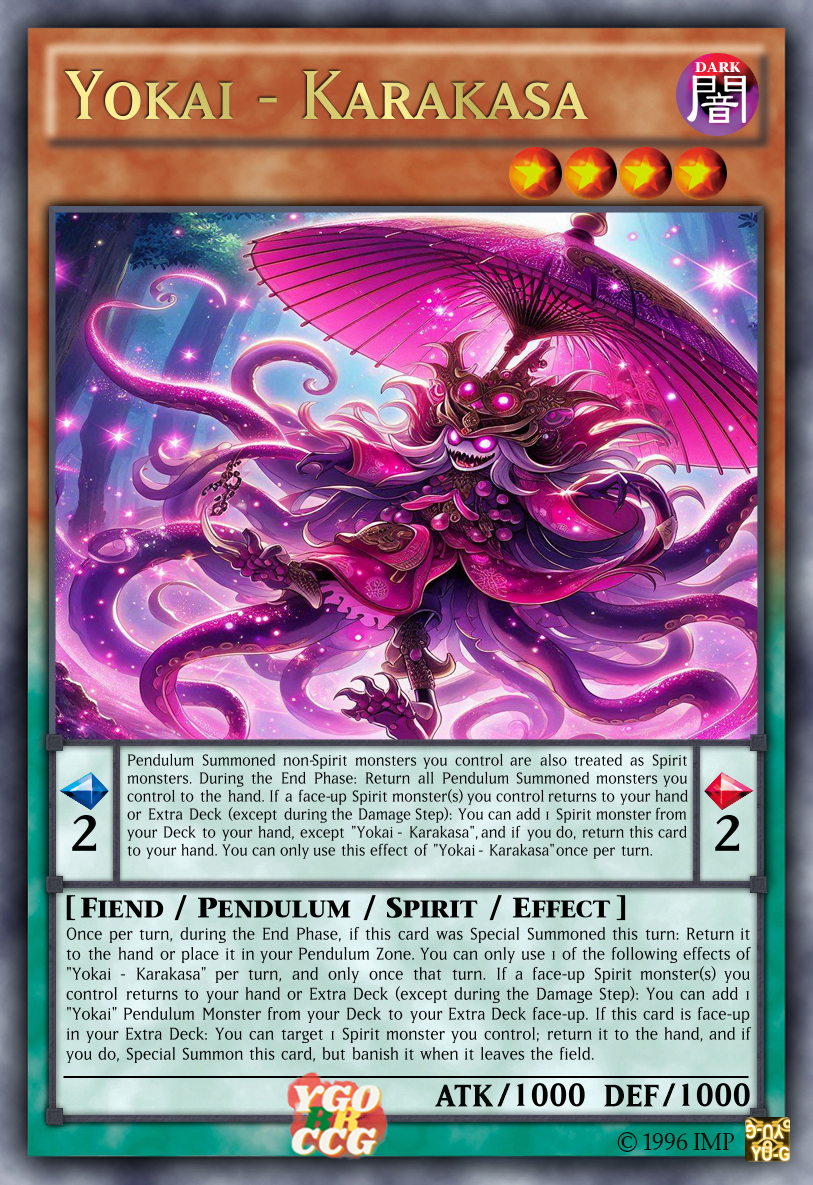 Yokai - Karakasa
DARK
闇
Pendulum Summoned non-Spirit monsters you control are also treated as Spirit
monsters. During the End Phase: Return all Pendulum Summoned monsters you
control to the hand. If a face-up Spirit monster(s) you control returns to your hand
or Extra Deck (except during the Damage Step): You can add 1 Spirit monster from
your Deck to your hand, except "Yokai - Karakasa", and if you do, return this card
to your hand. You can only use this effect of "Yokai - Karakasa" once per turn.
2
2
[ Fiend / Pendulum / Spirit / Effect ]
Once per turn, during the End Phase, if this card was Special Summoned this turn: Return it
to the hand or place it in your Pendulum Zone. You can only use 1 of the following effects of
"Yokai - Karakasa" per turn, and only once that turn. If a face-up Spirit monster(s) you
control returns to your hand or Extra Deck (except during the Damage Step): You can add 1
"Yokai" Pendulum Monster from your Deck to your Extra Deck face-up. If this card is face-up
in your Extra Deck: You can target 1 Spirit monster you control; return it to the hand, and if
you do, Special Summon this card, but banish it when it leaves the field.
ATK/1000 DEF/1000
YGO
BR
CCG
© 1996 IMP
YU-G